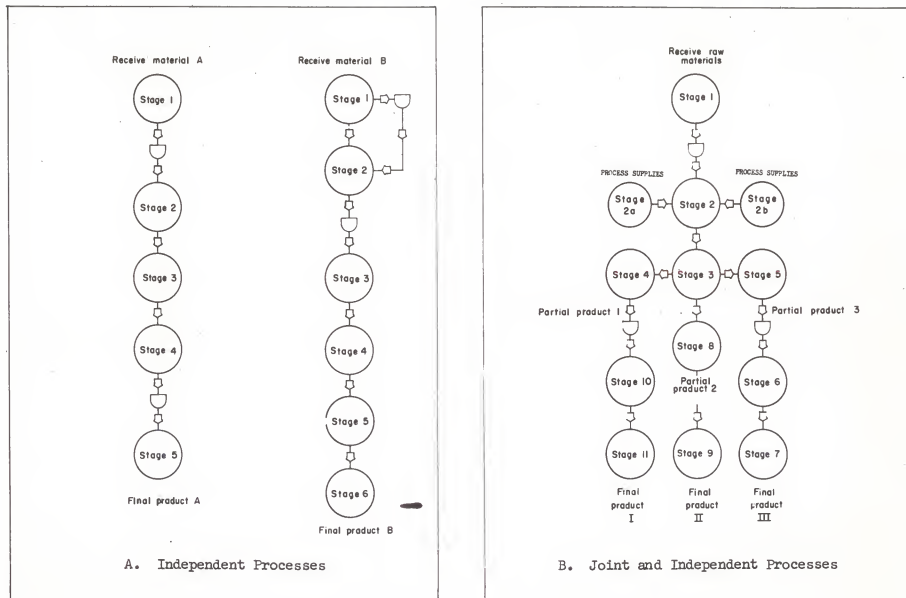 Receive material A
Stage 1
Stage 2
Stage 3
Stage 4
Stage 5
Final product A
Receive material B
Stage 1
Stage 2
Stage 3
Stage 4
Stage 5
Stage 6
Final product B
A. Independent Processes
Receive raw
materials
Stage 1
PROCESS SUPPLIES
PROCESS SUPPLIES
Stage
2a
Stage 2
Stage
2b
Stage 4
Stage 3
Stage 5
Partial product 1
Partial product 3
Stage 8
Stage 10
Partial
product 2
Stage 6
Stage 11
Stage 9
Stage 7
Final
product
I
Final
product
II
Final
product
III
B. Joint and Independent Processes